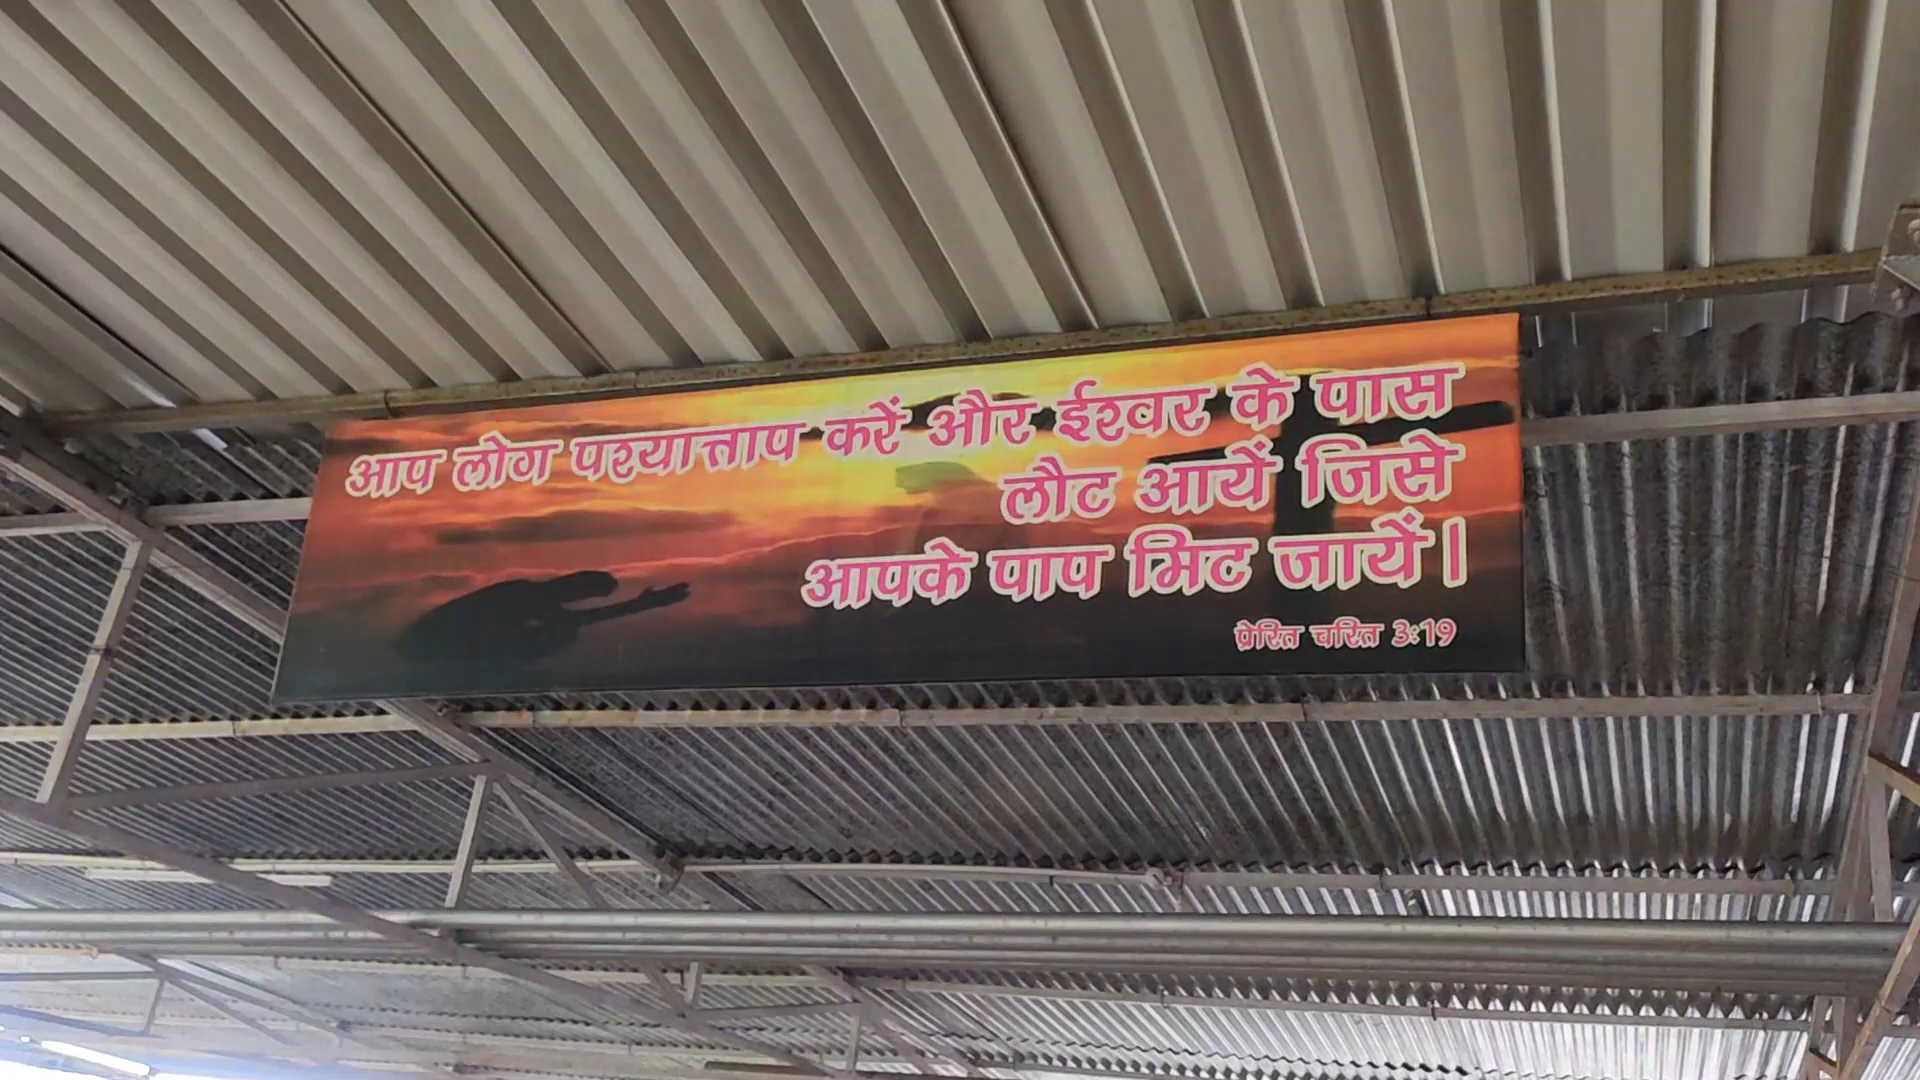 आप लोग पश्यात्ताप करें और ईश्वर के पास
लौट आयें जिसे
आपके पाप मिट जायें।
प्रेरित चरित 3:19